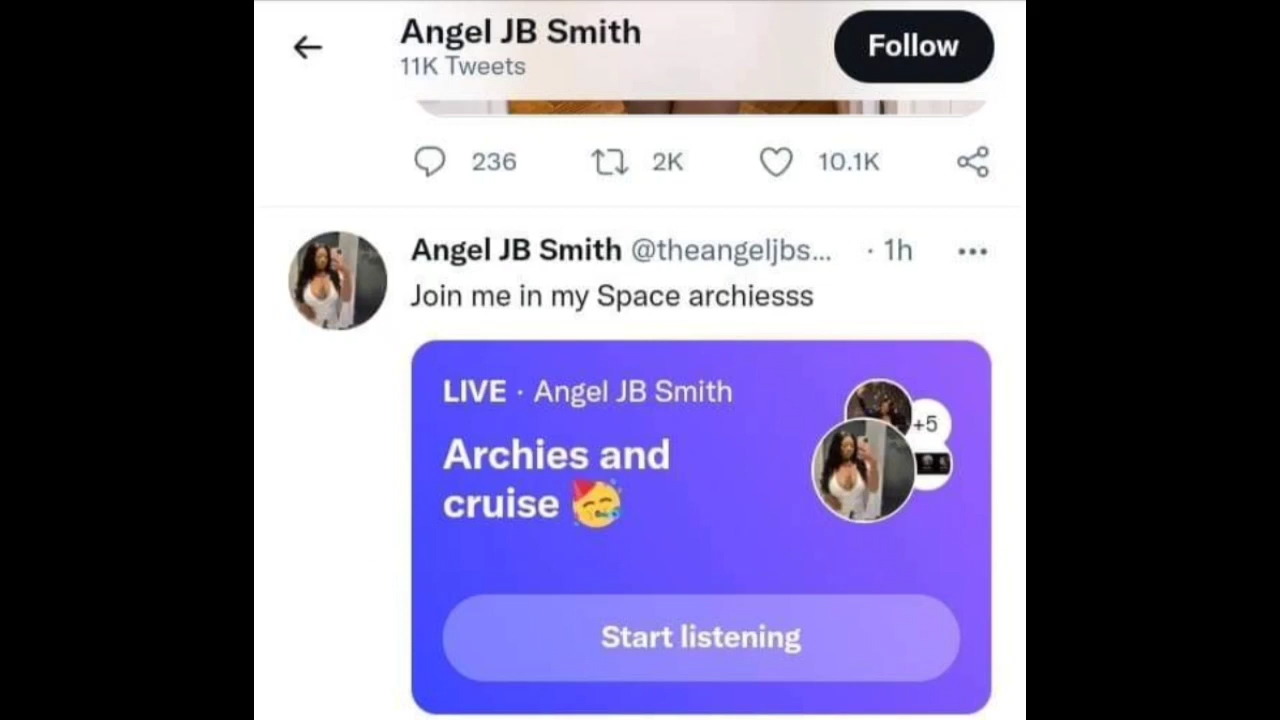 Angel JB Smith
11K Tweets
Follow
236 2K 10.1K
Angel JB Smith @theangeljbs... · 1h
Join me in my Space archiesss
LIVE · Angel JB Smith
+5
Archies and
cruise 🥳
Start listening